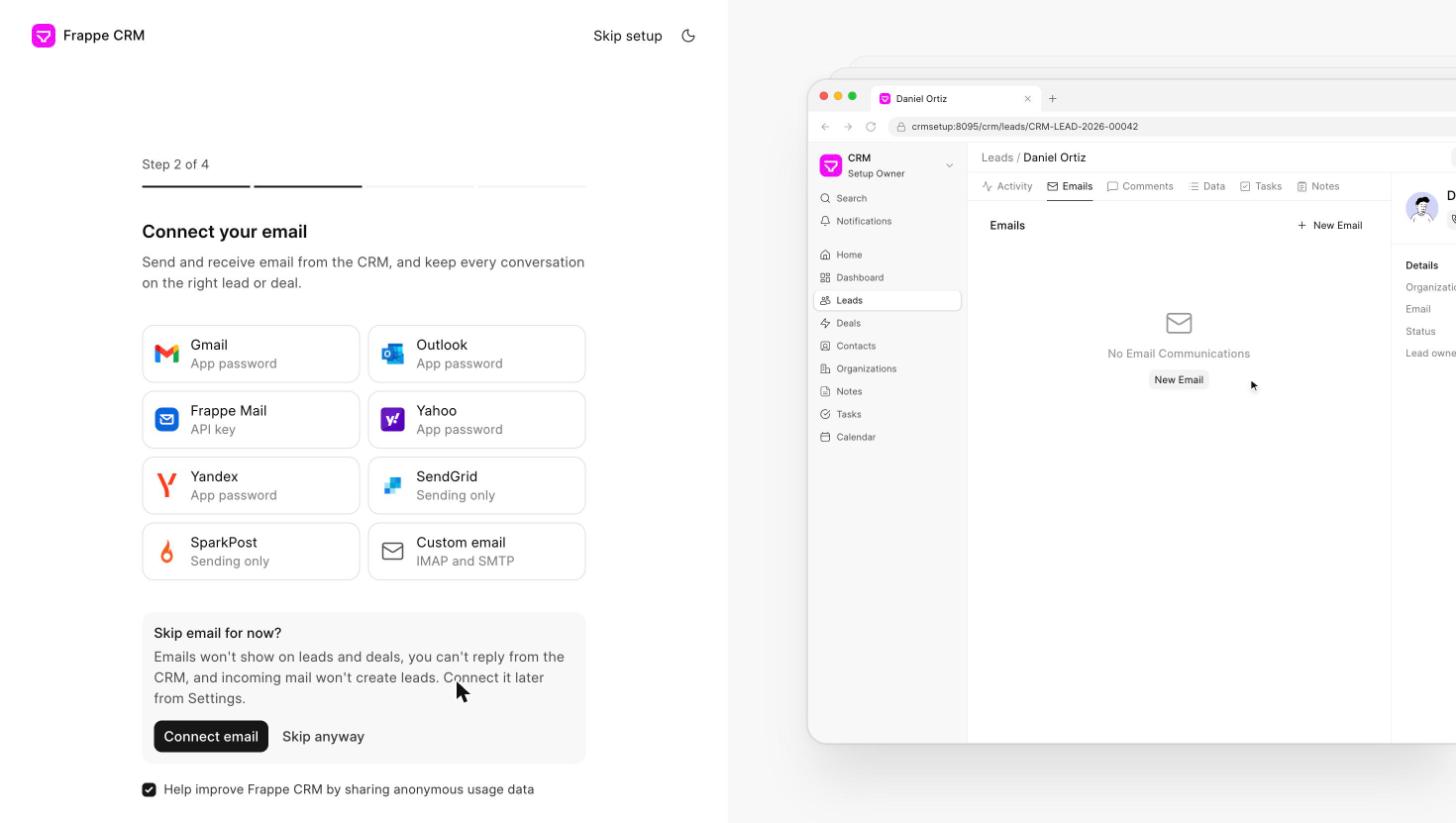 Frappe CRM
Skip setup
Step 2 of 4
Connect your email
Send and receive email from the CRM, and keep every conversation
on the right lead or deal.
Gmail
App password
Outlook
App password
Frappe Mail
API key
Yahoo
App password
Yandex
App password
SendGrid
Sending only
SparkPost
Sending only
Custom email
IMAP and SMTP
Skip email for now?
Emails won't show on leads and deals, you can't reply from the
CRM, and incoming mail won't create leads. Connect it later
from Settings.
Connect email
Skip anyway
Help improve Frappe CRM by sharing anonymous usage data
Daniel Ortiz
crmsetup:8095/crm/leads/CRM-LEAD-2026-00042
CRM
Setup Owner
Search
Notifications
Home
Dashboard
Leads
Deals
Contacts
Organizations
Notes
Tasks
Calendar
Leads / Daniel Ortiz
Activity
Emails
Comments
Data
Tasks
Notes
Emails
New Email
No Email Communications
New Email
D
Details
Organizatio
Email
Status
Lead owne